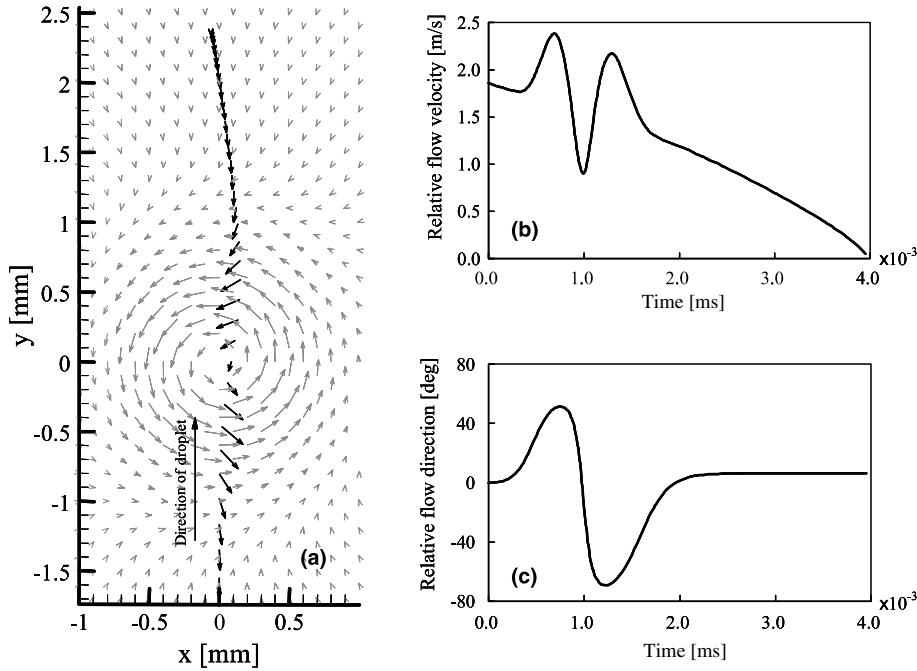 2.5
2
1.5
1
0.5
0
-0.5
-1
-1.5
y [mm]
-1
-0.5
0
0.5
x [mm]
Direction of droplet
(a)
2.5
2.0
1.5
1.0
0.5
0.0
Relative flow velocity [m/s]
(b)
0.0
1.0
2.0
3.0
4.0
x10⁻³
Time [ms]
80
40
0
-40
-80
Relative flow direction [deg]
(c)
0.0
1.0
2.0
3.0
4.0
x10⁻³
Time [ms]